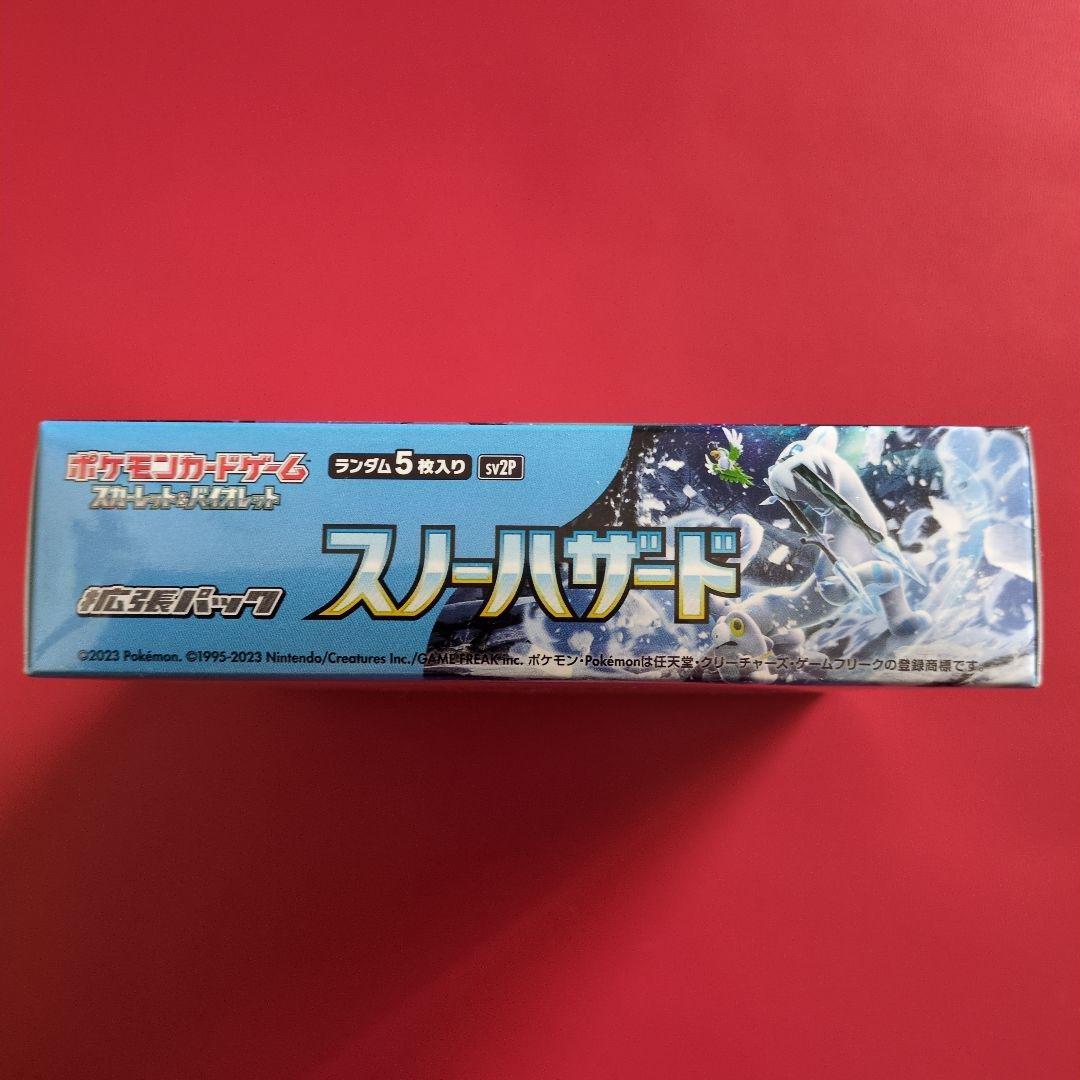 ポケモンカードゲーム
スカーレット&バイオレット
ランダム5枚入り SV2P
拡張パック
スノーハザード
©2023 Pokémon. ©1995-2023 Nintendo/Creatures Inc./GAME FREAK inc. ポケモン・Pokémonは任天堂・クリーチャーズ・ゲームフリークの登録商標です。